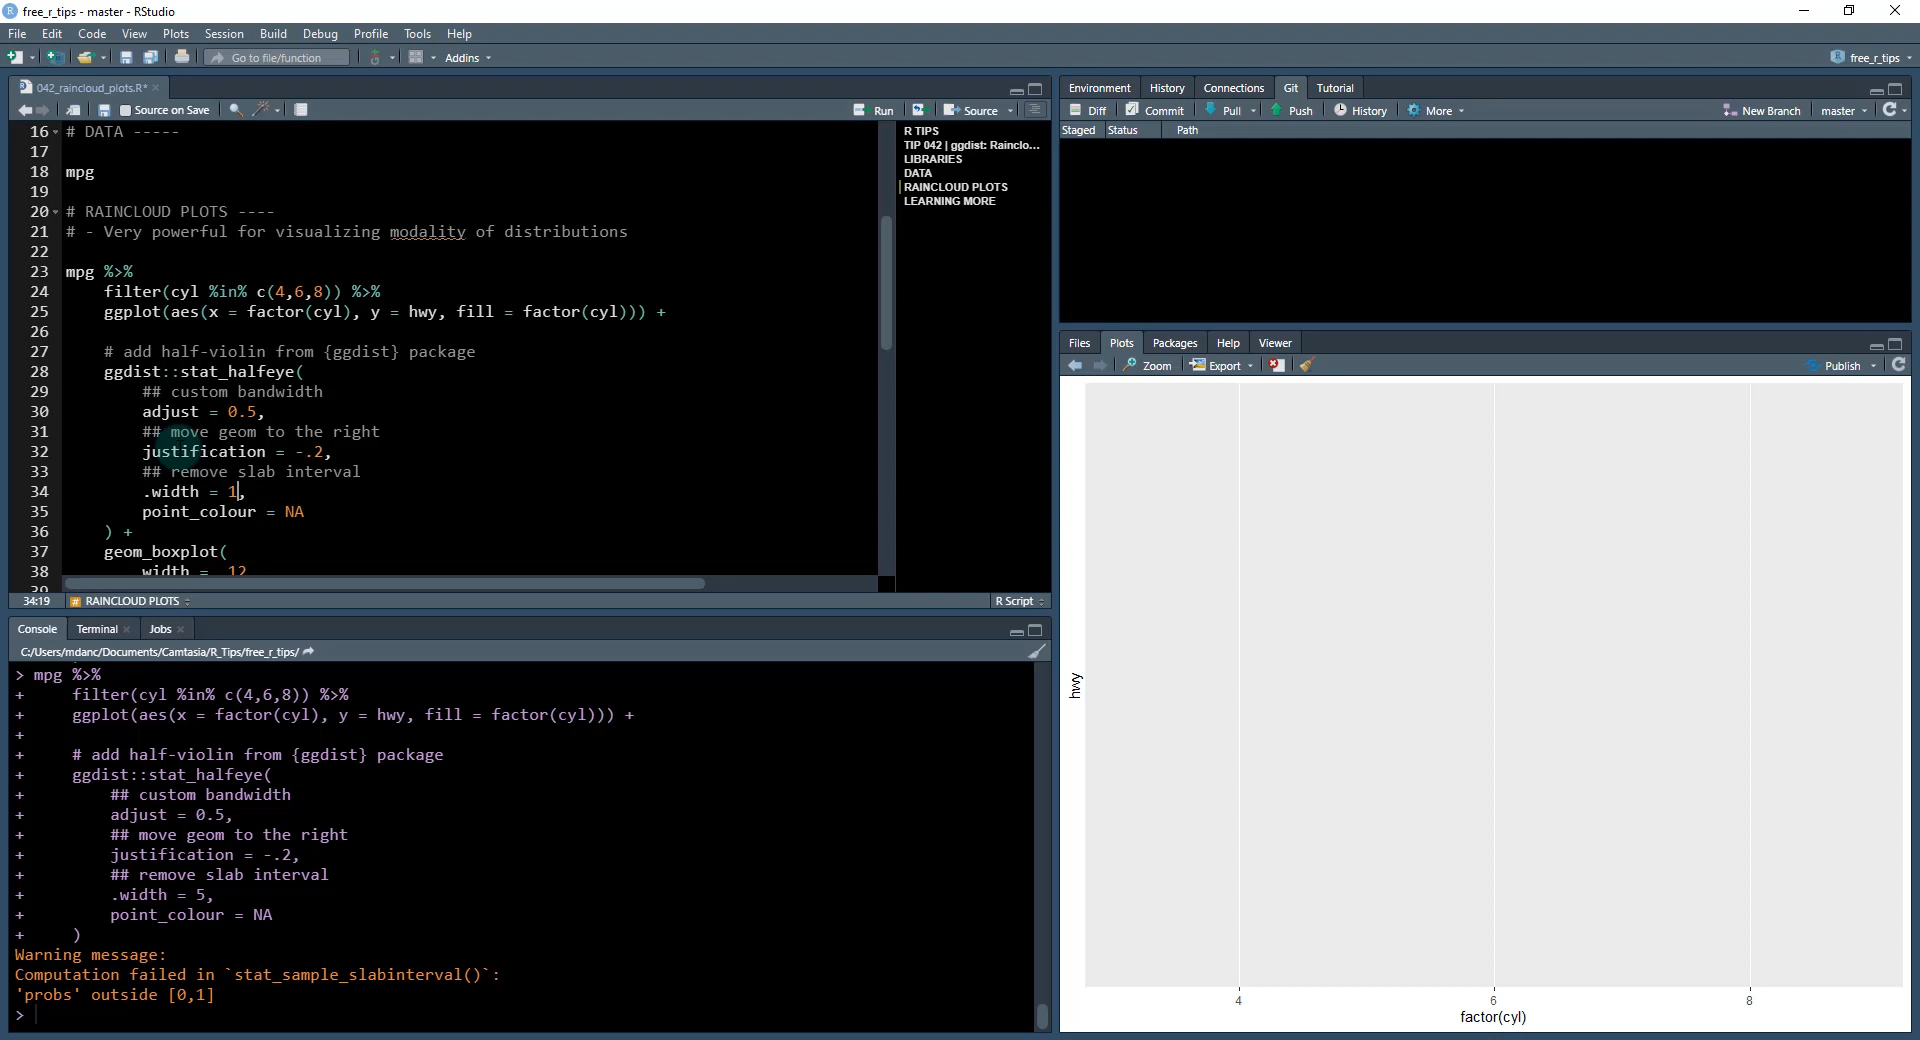 free_r_tips - master - RStudio
File Edit Code View Plots Session Build Debug Profile Tools Help
Go to file/function Addins free_r_tips
042_raincloud_plots.R*
Source on Save Run Source
16 # DATA -----
17
18 mpg
19
20 # RAINCLOUD PLOTS ----
21 # - Very powerful for visualizing modality of distributions
22
23 mpg %>%
24 filter(cyl %in% c(4,6,8)) %>%
25 ggplot(aes(x = factor(cyl), y = hwy, fill = factor(cyl))) +
26
27 # add half-violin from {ggdist} package
28 ggdist::stat_halfeye(
29 ## custom bandwidth
30 adjust = 0.5,
31 ## move geom to the right
32 justification = -.2,
33 ## remove slab interval
34 .width = 1,
35 point_colour = NA
36 ) +
37 geom_boxplot(
38 width = .12
39
R TIPS
TIP 042 | ggdist: Rainclo...
LIBRARIES
DATA
RAINCLOUD PLOTS
LEARNING MORE
34:19 # RAINCLOUD PLOTS R Script
Console Terminal Jobs
C:/Users/mdanc/Documents/Camtasia/R_Tips/free_r_tips/
> mpg %>%
+ filter(cyl %in% c(4,6,8)) %>%
+ ggplot(aes(x = factor(cyl), y = hwy, fill = factor(cyl))) +
+
+ # add half-violin from {ggdist} package
+ ggdist::stat_halfeye(
+ ## custom bandwidth
+ adjust = 0.5,
+ ## move geom to the right
+ justification = -.2,
+ ## remove slab interval
+ .width = 5,
+ point_colour = NA
+ )
Warning message:
Computation failed in `stat_sample_slabinterval()`:
'probs' outside [0,1]
>
Environment History Connections Git Tutorial
Diff Commit Pull Push History More New Branch master
Staged Status Path
Files Plots Packages Help Viewer
Zoom Export Publish
hwy
4 6 8
factor(cyl)